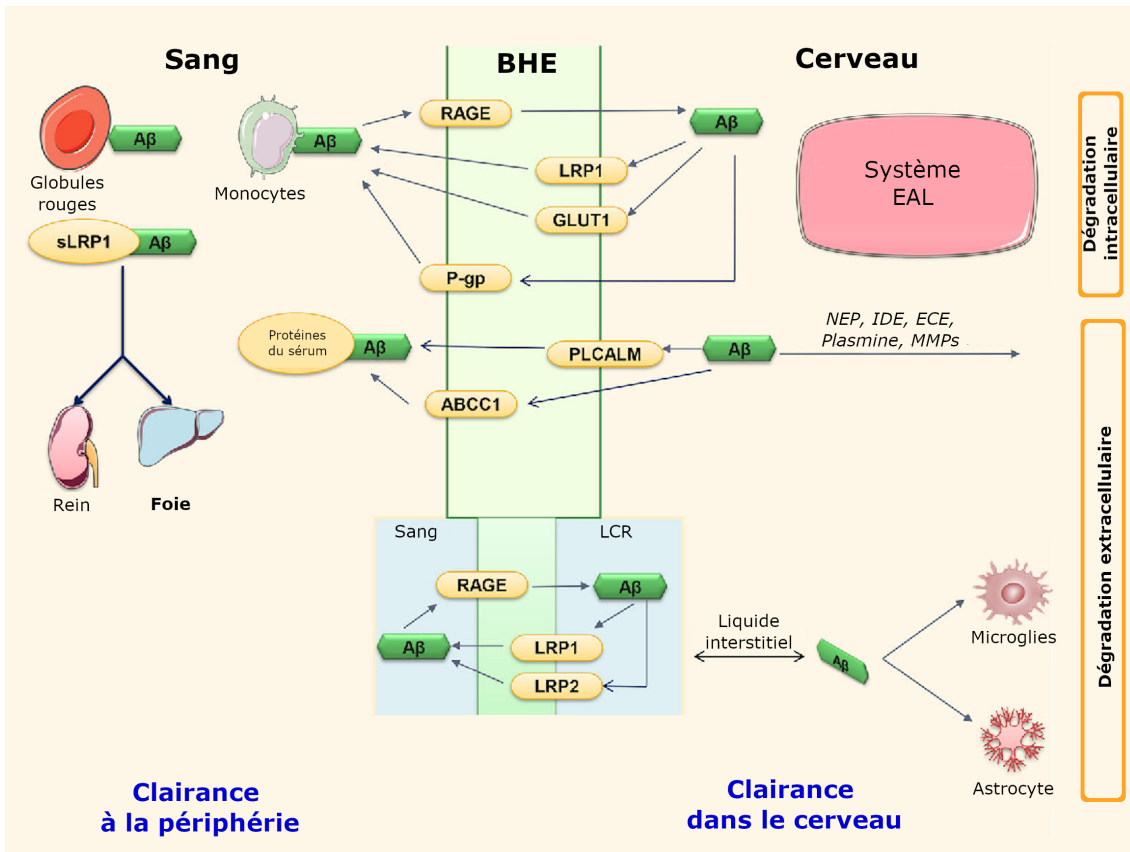 Sang
BHE
Cerveau
Aβ
Globules
rouges
Aβ
Monocytes
RAGE
Aβ
LRP1
GLUT1
P-gp
Système
EAL
Dégradation
intracellulaire
sLRP1
Aβ
Protéines
du sérum
Aβ
PLCALM
Aβ
ABCC1
NEP, IDE, ECE,
Plasmine, MMPs
Rein
Foie
Dégradation extracellulaire
Sang
LCR
RAGE
Aβ
Aβ
LRP1
LRP2
Liquide
interstitiel
Aβ
Microglies
Astrocyte
Clairance
à la périphérie
Clairance
dans le cerveau